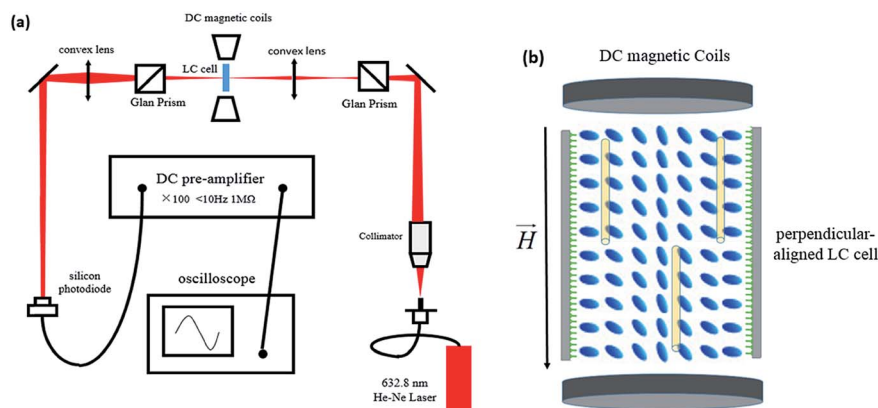 (a)
DC magnetic coils
convex lens
LC cell
convex lens
Glan Prism
Glan Prism
DC pre-amplifier
×100 <10Hz 1MΩ
Collimator
silicon
photodiode
oscilloscope
632.8 nm
He-Ne Laser
(b)
DC magnetic Coils
H
perpendicular-
aligned LC cell